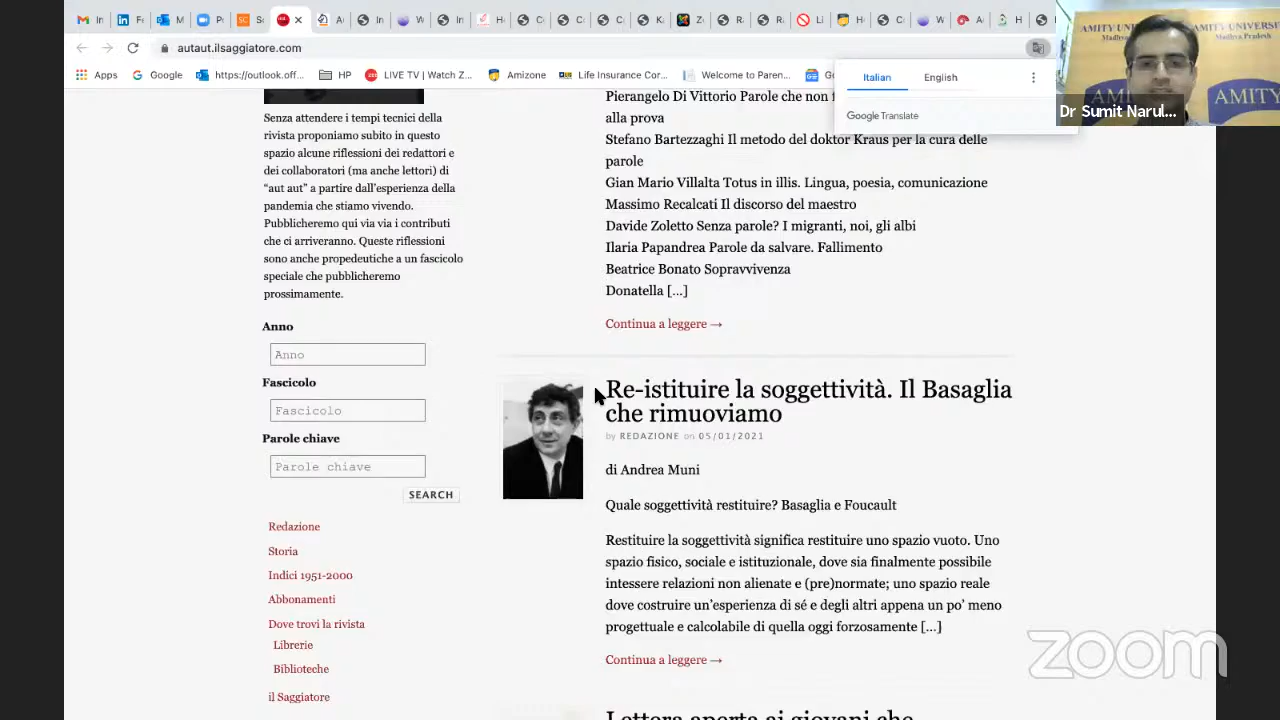 autaut.ilsaggiatore.com
Apps
Google
https://outlook.off...
HP
LIVE TV | Watch Z...
Amizone
Life Insurance Cor...
Welcome to Paren...
Italian
English
Google Translate
AMITY UNIVERSITY
Madhya Pradesh
AMITY
Dr Sumit Narul...
Senza attendere i tempi tecnici della
rivista proponiamo subito in questo
spazio alcune riflessioni dei redattori e
dei collaboratori (ma anche lettori) di
“aut aut” a partire dall’esperienza della
pandemia che stiamo vivendo.
Pubblicheremo qui via via i contributi
che ci arriveranno. Queste riflessioni
sono anche propedeutiche a un fascicolo
speciale che pubblicheremo
prossimamente.
Anno
Anno
Fascicolo
Fascicolo
Parole chiave
Parole chiave
SEARCH
Redazione
Storia
Indici 1951-2000
Abbonamenti
Dove trovi la rivista
Librerie
Biblioteche
il Saggiatore
Pierangelo Di Vittorio Parole che non f
alla prova
Stefano Bartezzaghi Il metodo del doktor Kraus per la cura delle
parole
Gian Mario Villalta Totus in illis. Lingua, poesia, comunicazione
Massimo Recalcati Il discorso del maestro
Davide Zoletto Senza parole? I migranti, noi, gli albi
Ilaria Papandrea Parole da salvare. Fallimento
Beatrice Bonato Sopravvivenza
Donatella [...]
Continua a leggere →
Re-istituire la soggettività. Il Basaglia
che rimuoviamo
by REDAZIONE on 05/01/2021
di Andrea Muni
Quale soggettività restituire? Basaglia e Foucault
Restituire la soggettività significa restituire uno spazio vuoto. Uno
spazio fisico, sociale e istituzionale, dove sia finalmente possibile
intessere relazioni non alienate e (pre)normate; uno spazio reale
dove costruire un’esperienza di sé e degli altri appena un po’ meno
progettuale e calcolabile di quella oggi forzosamente [...]
Continua a leggere →
Lettera aperta ai giovani che
zoom